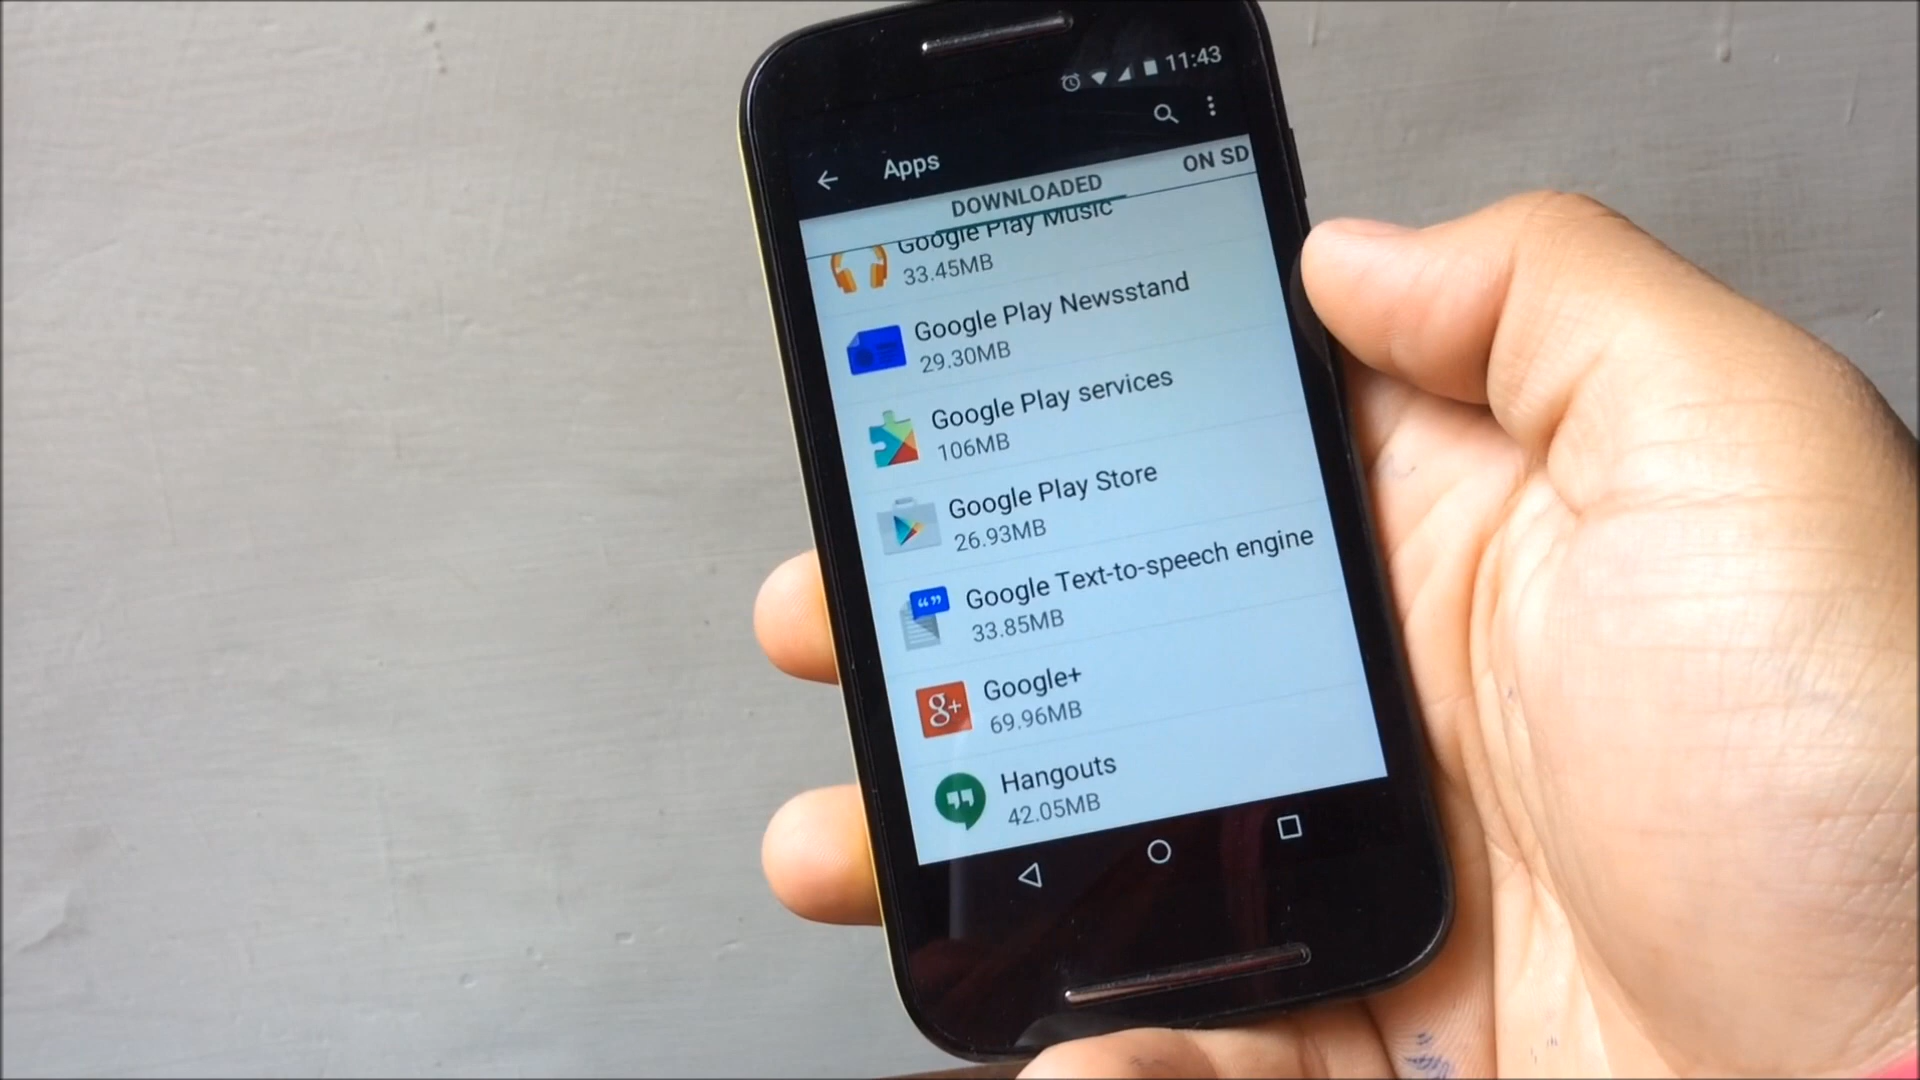 11:43
Apps
DOWNLOADED
ON SD
Google Play Music
33.45MB
Google Play Newsstand
29.30MB
Google Play services
106MB
Google Play Store
26.93MB
Google Text-to-speech engine
33.85MB
g+
Google+
69.96MB
Hangouts
42.05MB